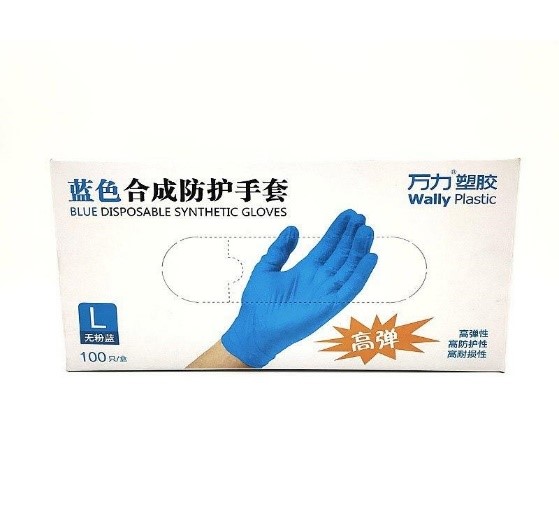 蓝色合成防护手套
BLUE DISPOSABLE SYNTHETIC GLOVES
万力®塑胶
Wally Plastic
L
无粉蓝
100只/盒
高弹
高弹性
高防护性
高耐损性